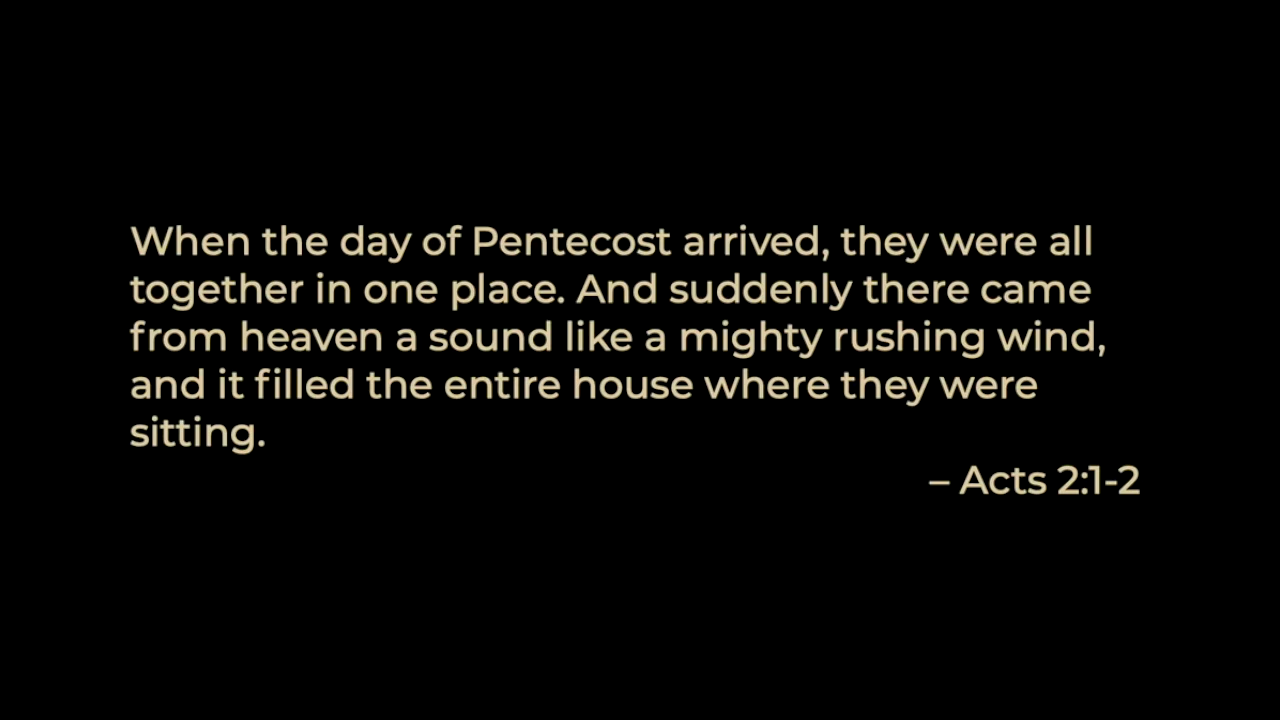 When the day of Pentecost arrived, they were all
together in one place. And suddenly there came
from heaven a sound like a mighty rushing wind,
and it filled the entire house where they were
sitting.
– Acts 2:1-2